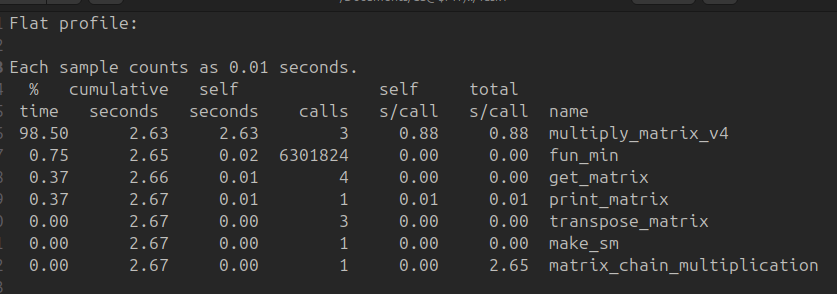 Flat profile:
Each sample counts as 0.01 seconds.
  %   cumulative   self              self     total
 time   seconds   seconds    calls   s/call   s/call  name
98.50      2.63     2.63        3     0.88     0.88  multiply_matrix_v4
 0.75      2.65     0.02  6301824     0.00     0.00  fun_min
 0.37      2.66     0.01        4     0.00     0.00  get_matrix
 0.37      2.67     0.01        1     0.01     0.01  print_matrix
 0.00      2.67     0.00        3     0.00     0.00  transpose_matrix
 0.00      2.67     0.00        1     0.00     0.00  make_sm
 0.00      2.67     0.00        1     0.00     2.65  matrix_chain_multiplication